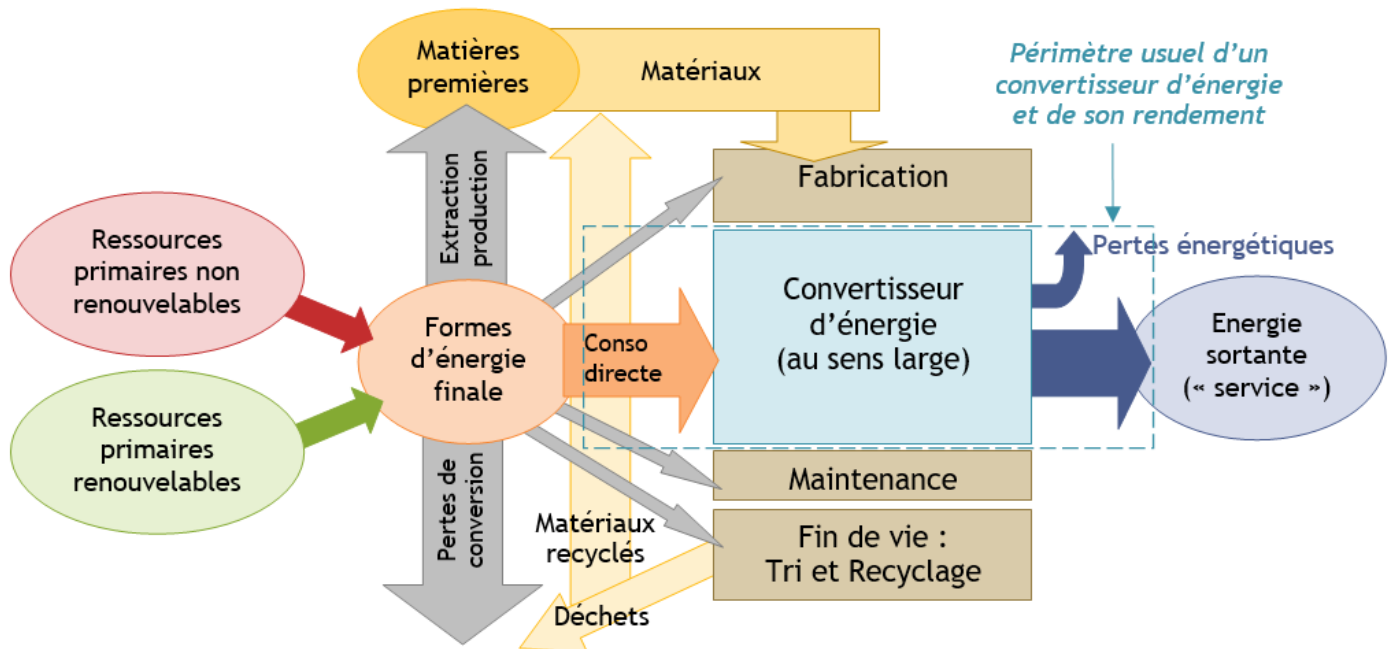 Matières
premières
Matériaux
Périmètre usuel d’un
convertisseur d’énergie
et de son rendement
Extraction
production
Fabrication
Ressources
primaires non
renouvelables
Pertes énergétiques
Convertisseur
d’énergie
(au sens large)
Formes
d’énergie
finale
Conso
directe
Energie
sortante
(« service »)
Ressources
primaires
renouvelables
Pertes de
conversion
Maintenance
Matériaux
recyclés
Fin de vie :
Tri et Recyclage
Déchets